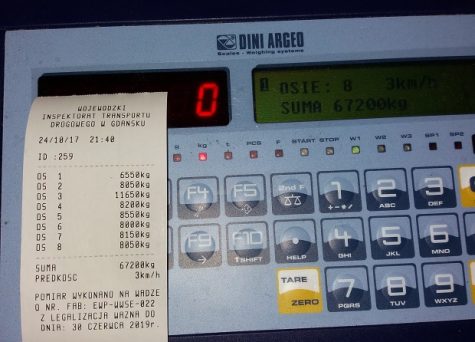 DINI ARGEO
Scales - Weighing systems
0
OSIE: 8 3km/h
SUMA 67200kg
WOJEWODZKI
INSPEKTORAT TRANSPORTU
DROGOWEGO W GDANSKU
24/10/17 21:40
ID :259
OS 1 6550kg
OS 2 8050kg
OS 3 11650kg
OS 4 8200kg
OS 5 8550kg
OS 6 8000kg
OS 7 8150kg
OS 8 8050kg
SUMA 67200kg
PREDKOSC 3km/h
POMIAR WYKONANO NA WADZE
O NR. FAB: EWP-WWSE-022
Z LEGALIZACJA WAZNA DO
DNIA: 30 CZERWCA 2019r.
kg t PCS F START STOP W1 W2 W3 SP1 SP2
F4 F5 2nd F 1 2 ABC 3 DEF
F9 F10 SHIFT HELP 4 GHI 5 JKL 6 MNO
TARE ZERO 7 PQRS 8 TUV 9 WXYZ